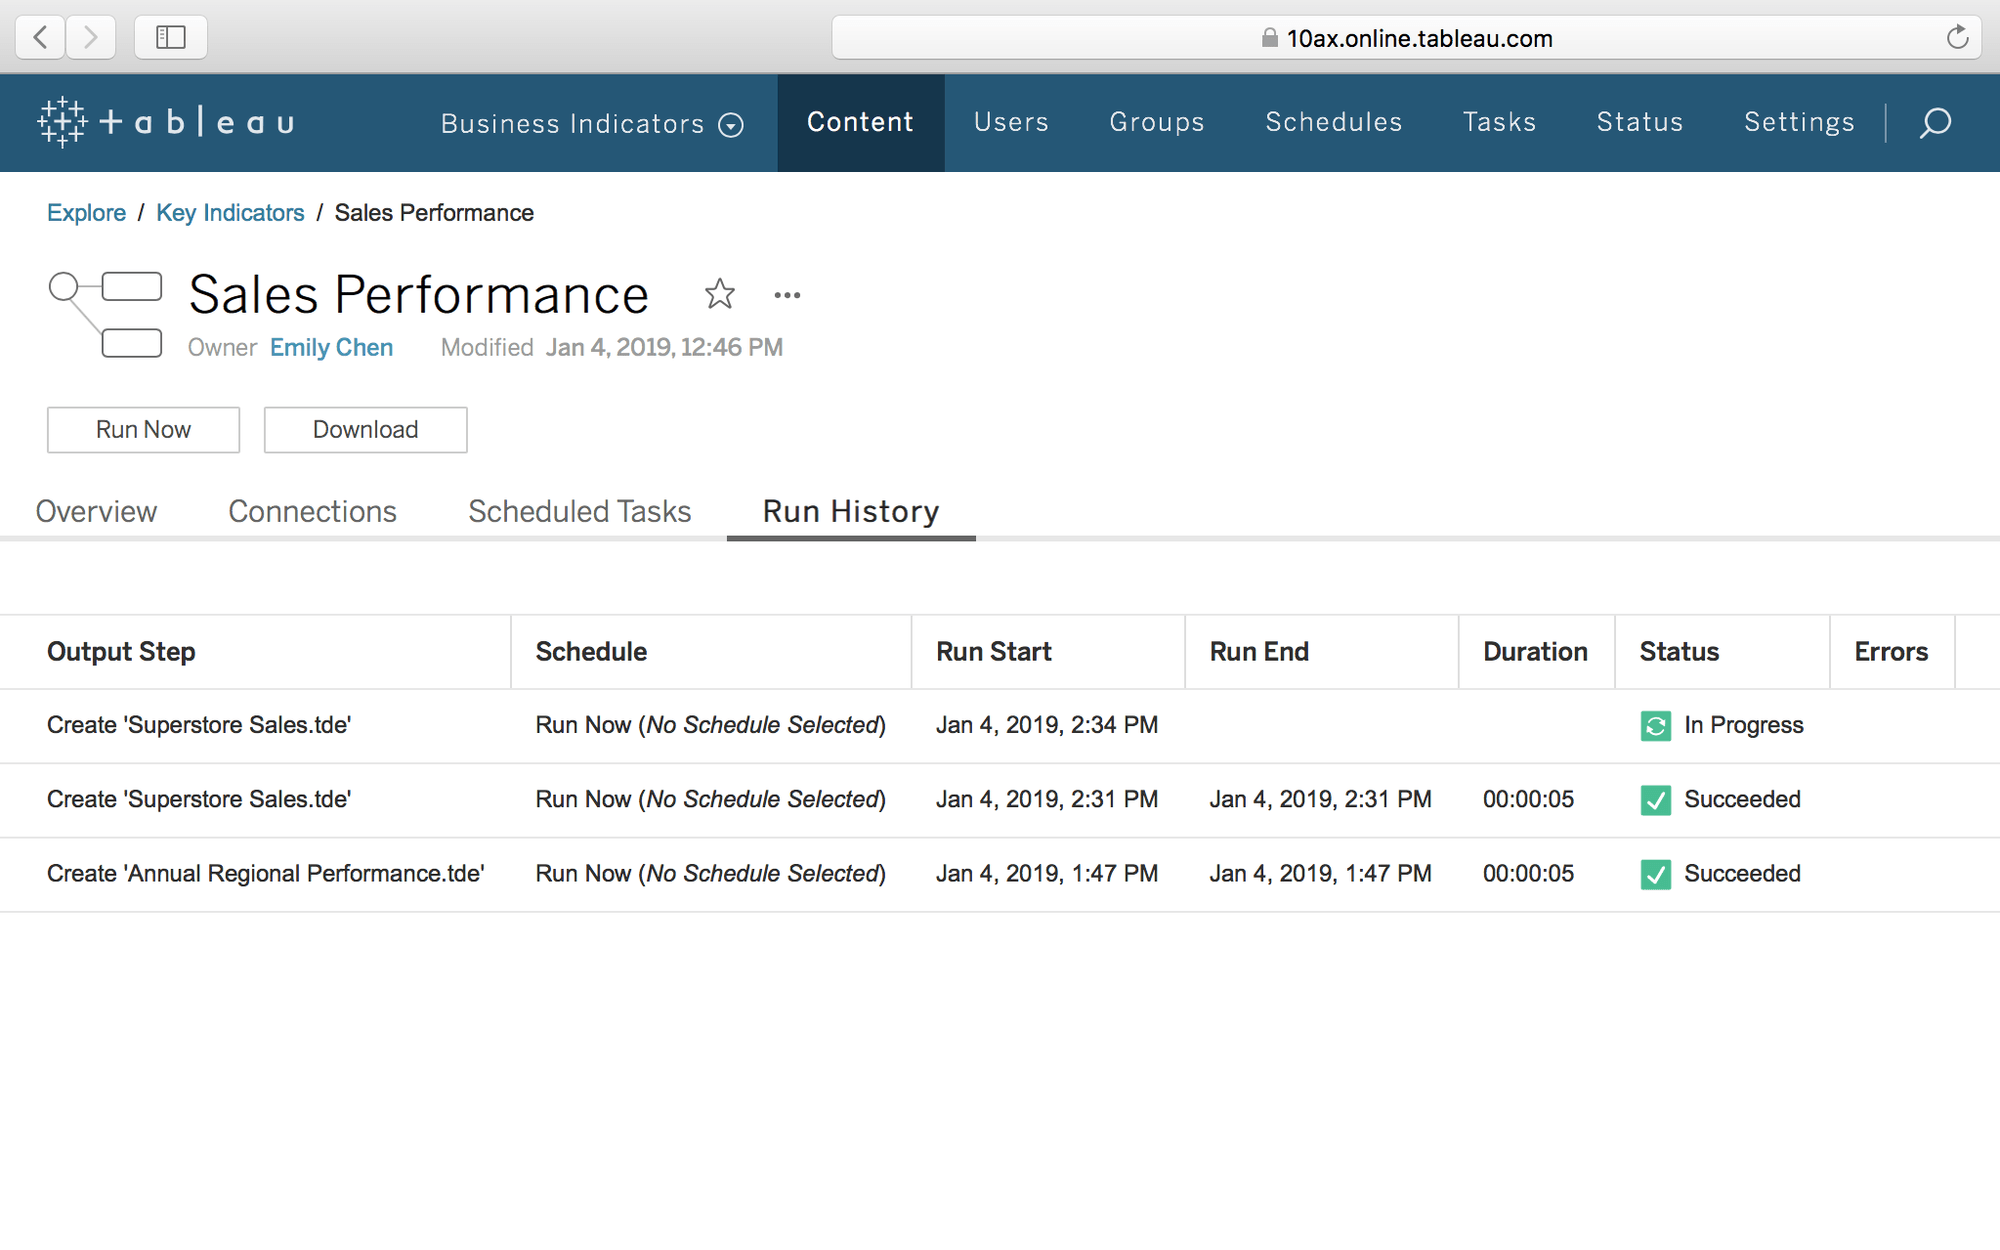 10ax.online.tableau.com
+ a b | e a u Business Indicators Content Users Groups Schedules Tasks Status Settings
Explore / Key Indicators / Sales Performance
Sales Performance
Owner Emily Chen Modified Jan 4, 2019, 12:46 PM
Run Now Download
Overview Connections Scheduled Tasks Run History
Output Step Schedule Run Start Run End Duration Status Errors
Create 'Superstore Sales.tde' Run Now (No Schedule Selected) Jan 4, 2019, 2:34 PM In Progress
Create 'Superstore Sales.tde' Run Now (No Schedule Selected) Jan 4, 2019, 2:31 PM Jan 4, 2019, 2:31 PM 00:00:05 Succeeded
Create 'Annual Regional Performance.tde' Run Now (No Schedule Selected) Jan 4, 2019, 1:47 PM Jan 4, 2019, 1:47 PM 00:00:05 Succeeded